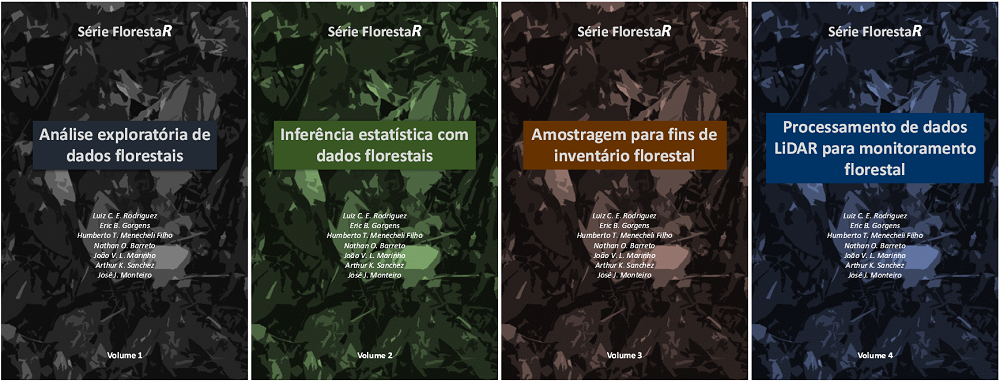 Série FlorestaR
Análise exploratória de
dados florestais
Luiz C. E. Rodriguez
Eric B. Gorgens
Humberto T. Menecheli Filho
Nathan O. Barreto
João V. L. Marinho
Arthur K. Sanchez
José J. Monteiro
Volume 1
Série FlorestaR
Inferência estatística com
dados florestais
Luiz C. E. Rodriguez
Eric B. Gorgens
Humberto T. Menecheli Filho
Nathan O. Barreto
João V. L. Marinho
Arthur K. Sanchez
José J. Monteiro
Volume 2
Série FlorestaR
Amostragem para fins de
inventário florestal
Luiz C. E. Rodriguez
Eric B. Gorgens
Humberto T. Menecheli Filho
Nathan O. Barreto
João V. L. Marinho
Arthur K. Sanchez
José J. Monteiro
Volume 3
Série FlorestaR
Processamento de dados
LiDAR para monitoramento
florestal
Luiz C. E. Rodriguez
Eric B. Gorgens
Humberto T. Menecheli Filho
Nathan O. Barreto
João V. L. Marinho
Arthur K. Sanchez
José J. Monteiro
Volume 4